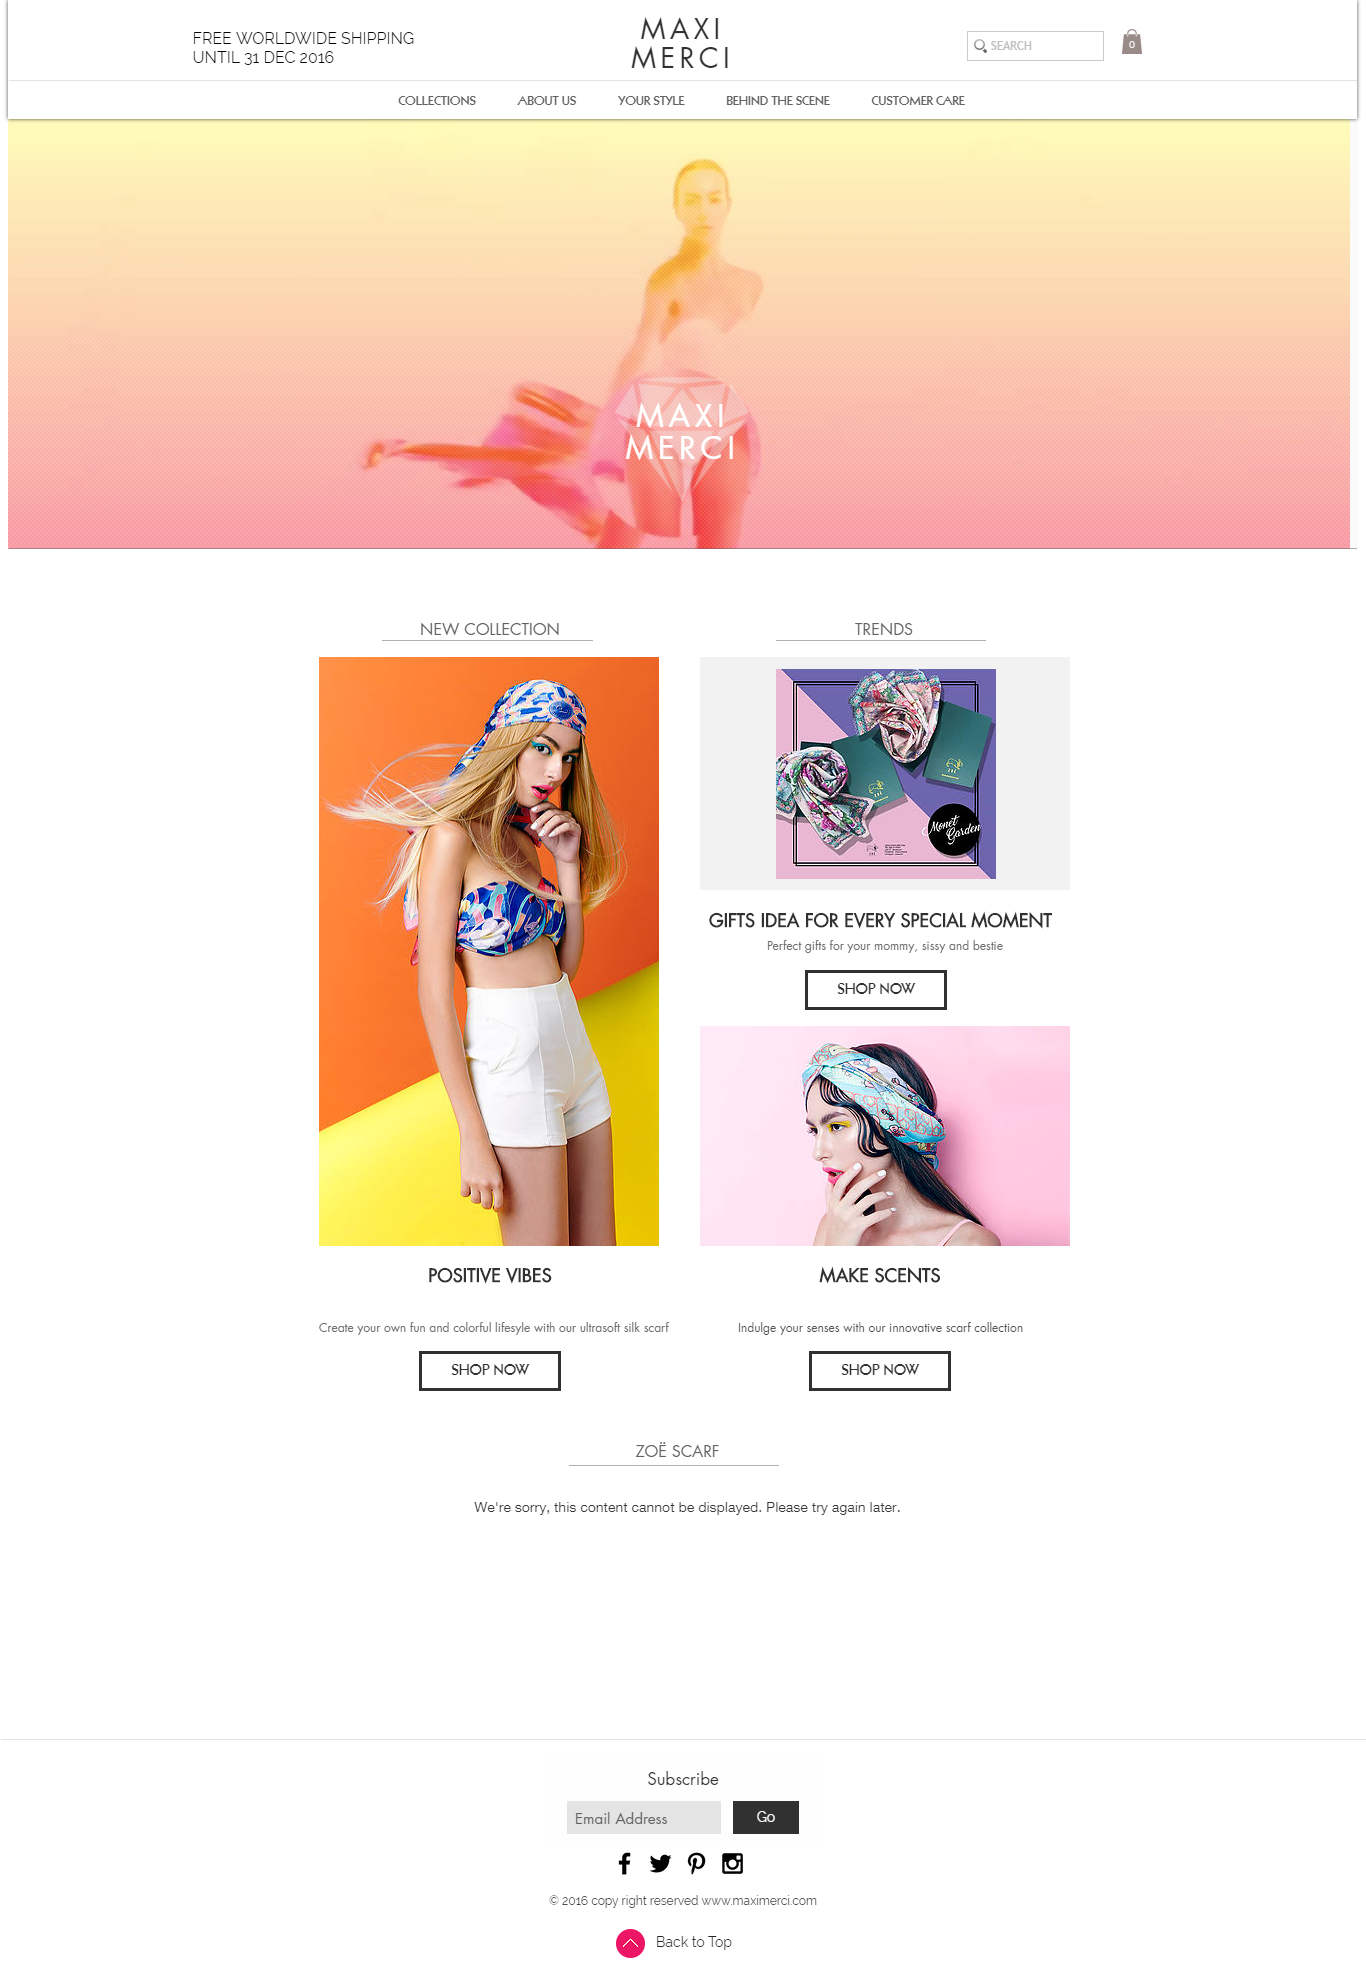 FREE WORLDWIDE SHIPPING
UNTIL 31 DEC 2016
MAXI
MERCI
SEARCH
0
COLLECTIONS
ABOUT US
YOUR STYLE
BEHIND THE SCENE
CUSTOMER CARE
MAXI
MERCI
NEW COLLECTION
TRENDS
Monet
Garden
GIFTS IDEA FOR EVERY SPECIAL MOMENT
Perfect gifts for your mommy, sissy and bestie
SHOP NOW
POSITIVE VIBES
Create your own fun and colorful lifesyle with our ultrasoft silk scarf
SHOP NOW
MAKE SCENTS
Indulge your senses with our innovative scarf collection
SHOP NOW
ZOË SCARF
We're sorry, this content cannot be displayed. Please try again later.
Subscribe
Email Address
Go
© 2016 copy right reserved www.maximerci.com
Back to Top